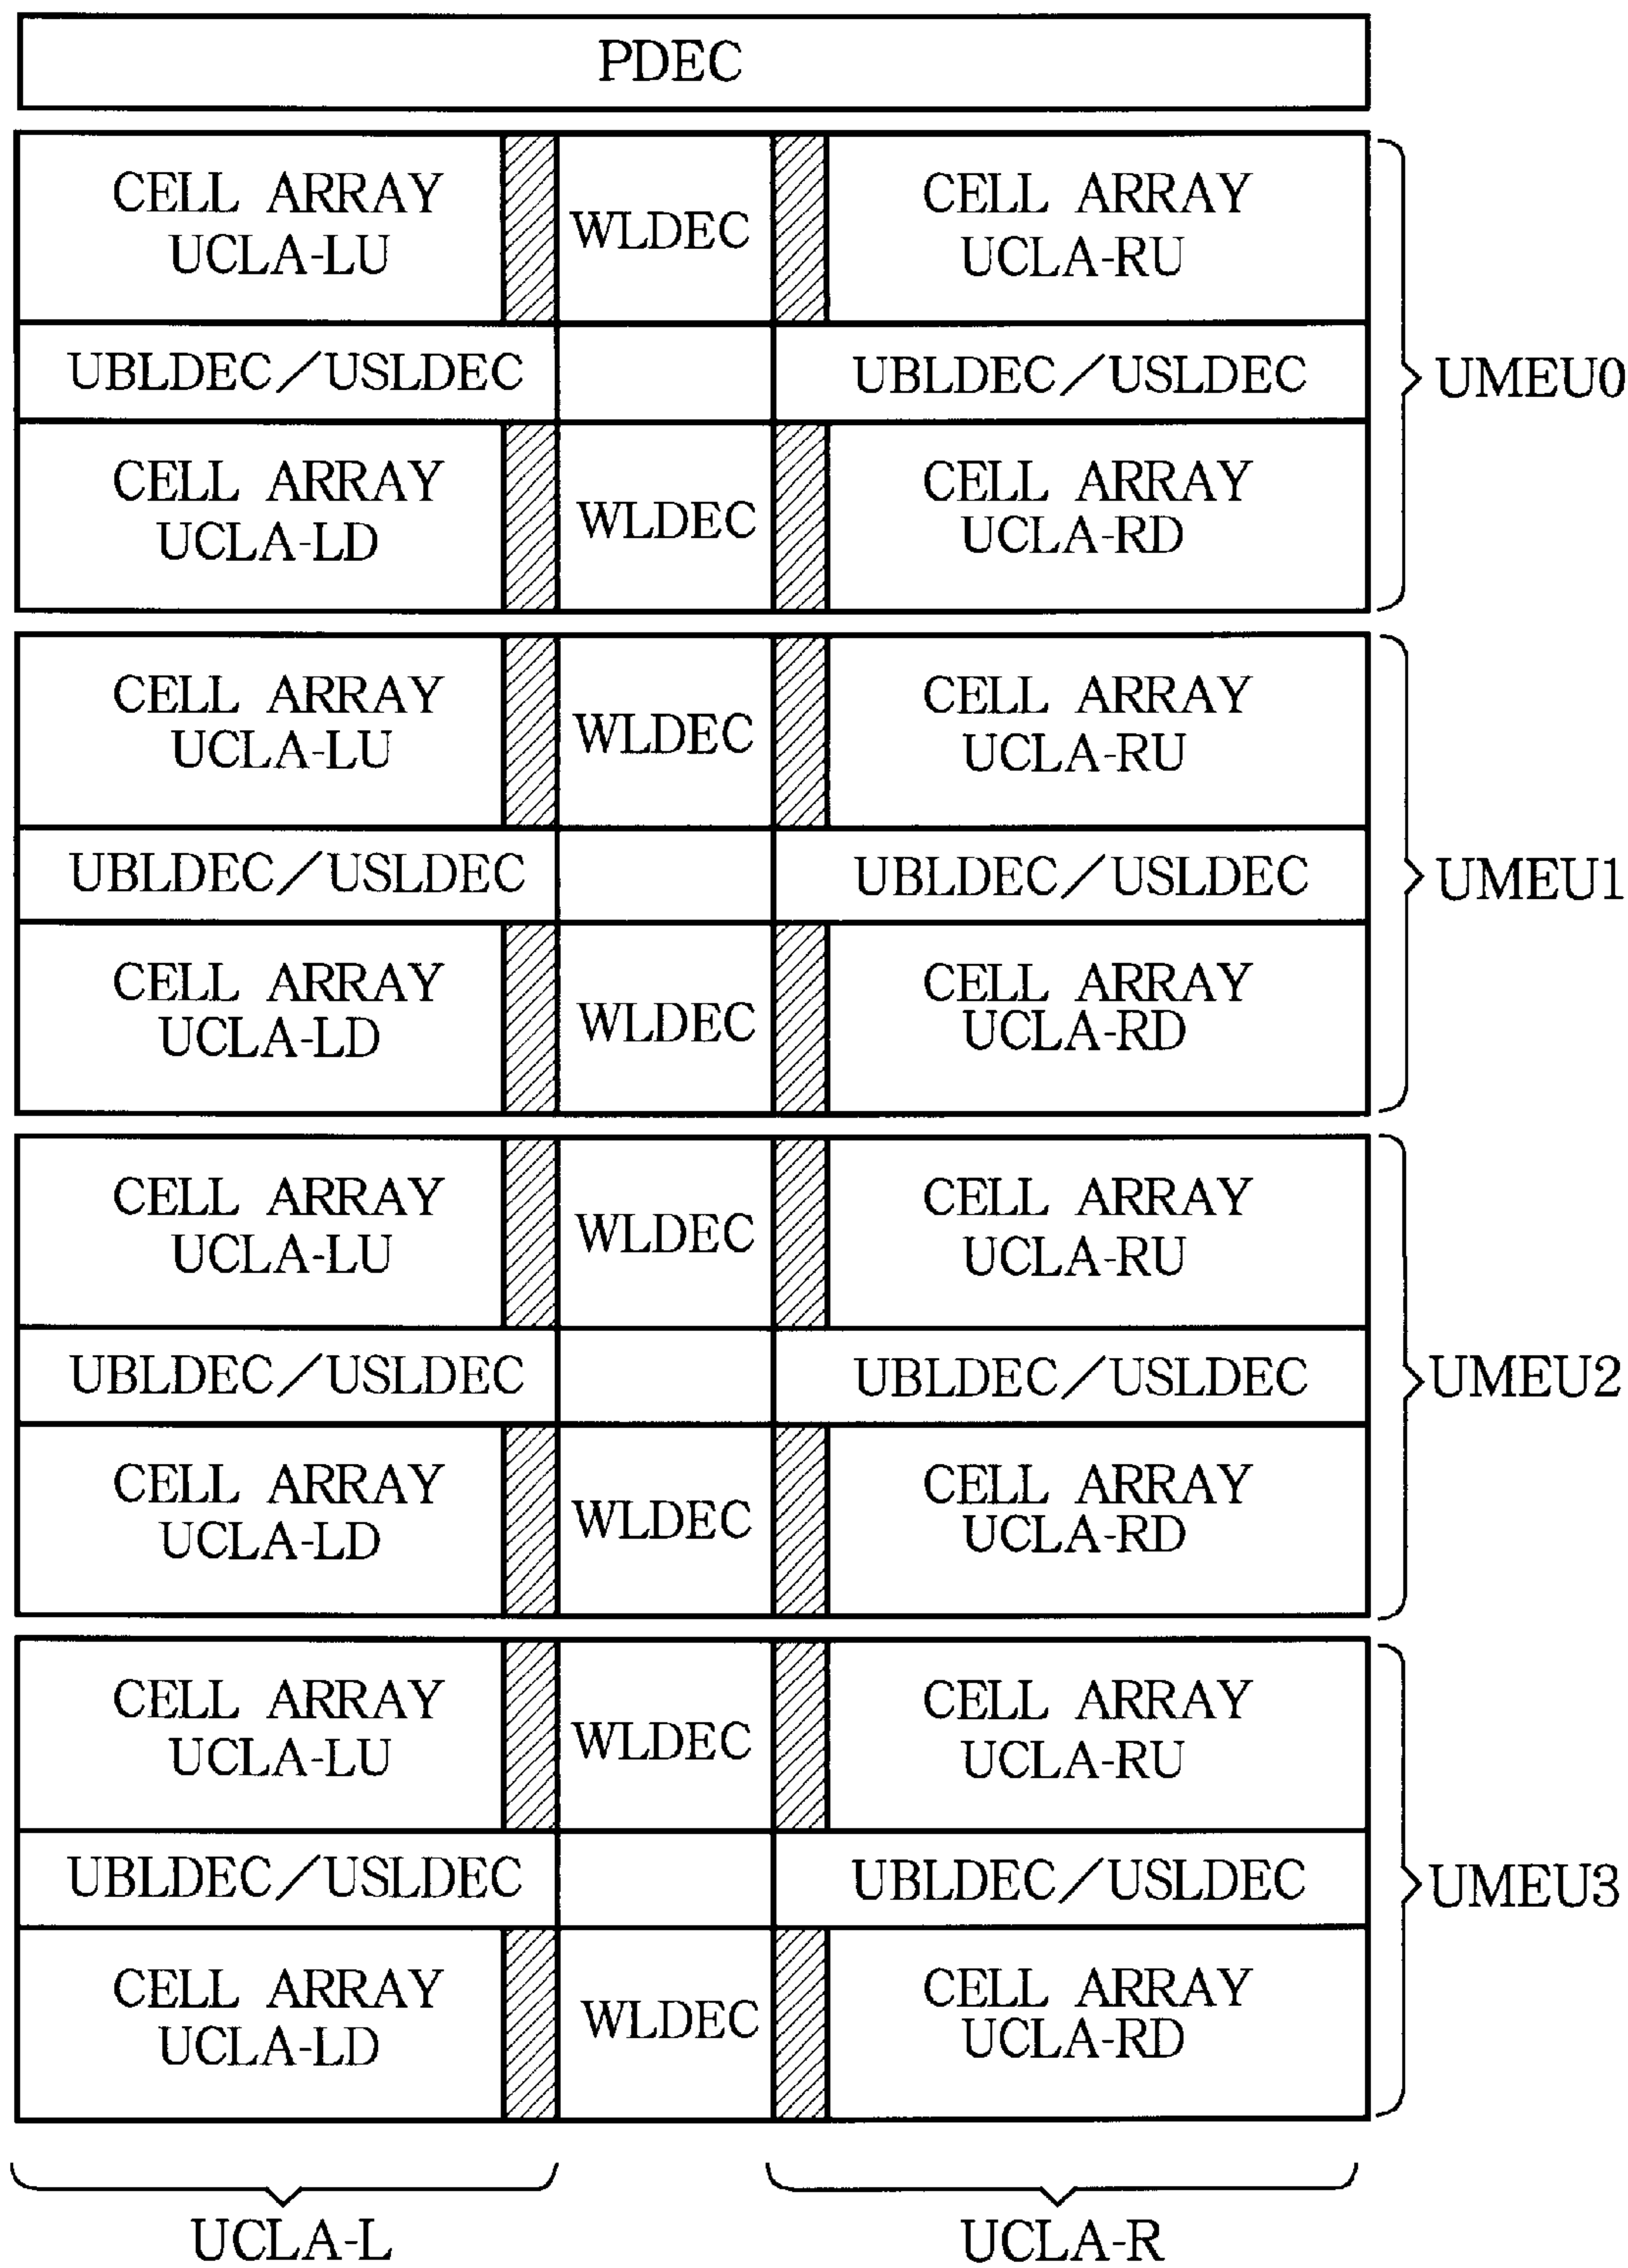 PDEC
CELL ARRAY
UCLA-LU
WLDEC
CELL ARRAY
UCLA-RU
UBLDEC/USLDEC
UBLDEC/USLDEC
UMEU0
CELL ARRAY
UCLA-LD
WLDEC
CELL ARRAY
UCLA-RD
CELL ARRAY
UCLA-LU
WLDEC
CELL ARRAY
UCLA-RU
UBLDEC/USLDEC
UBLDEC/USLDEC
UMEU1
CELL ARRAY
UCLA-LD
WLDEC
CELL ARRAY
UCLA-RD
CELL ARRAY
UCLA-LU
WLDEC
CELL ARRAY
UCLA-RU
UBLDEC/USLDEC
UBLDEC/USLDEC
UMEU2
CELL ARRAY
UCLA-LD
WLDEC
CELL ARRAY
UCLA-RD
CELL ARRAY
UCLA-LU
WLDEC
CELL ARRAY
UCLA-RU
UBLDEC/USLDEC
UBLDEC/USLDEC
UMEU3
CELL ARRAY
UCLA-LD
WLDEC
CELL ARRAY
UCLA-RD
UCLA-L
UCLA-R